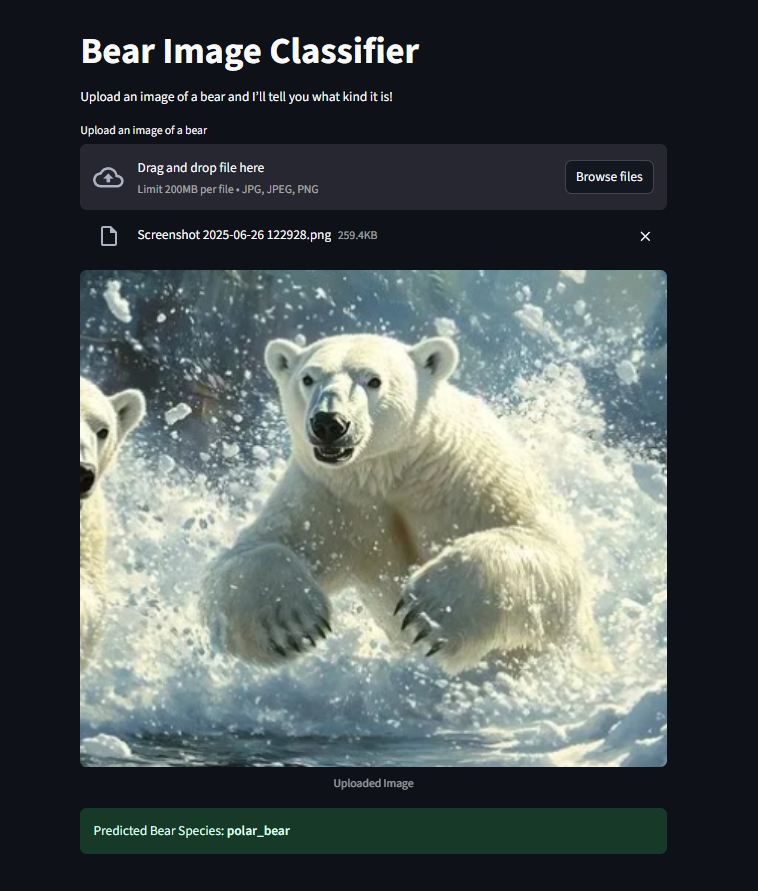 Bear Image Classifier
Upload an image of a bear and I'll tell you what kind it is!
Upload an image of a bear
Drag and drop file here
Limit 200MB per file • JPG, JPEG, PNG
Browse files
Screenshot 2025-06-26 122928.png 259.4KB
Uploaded Image
Predicted Bear Species: polar_bear